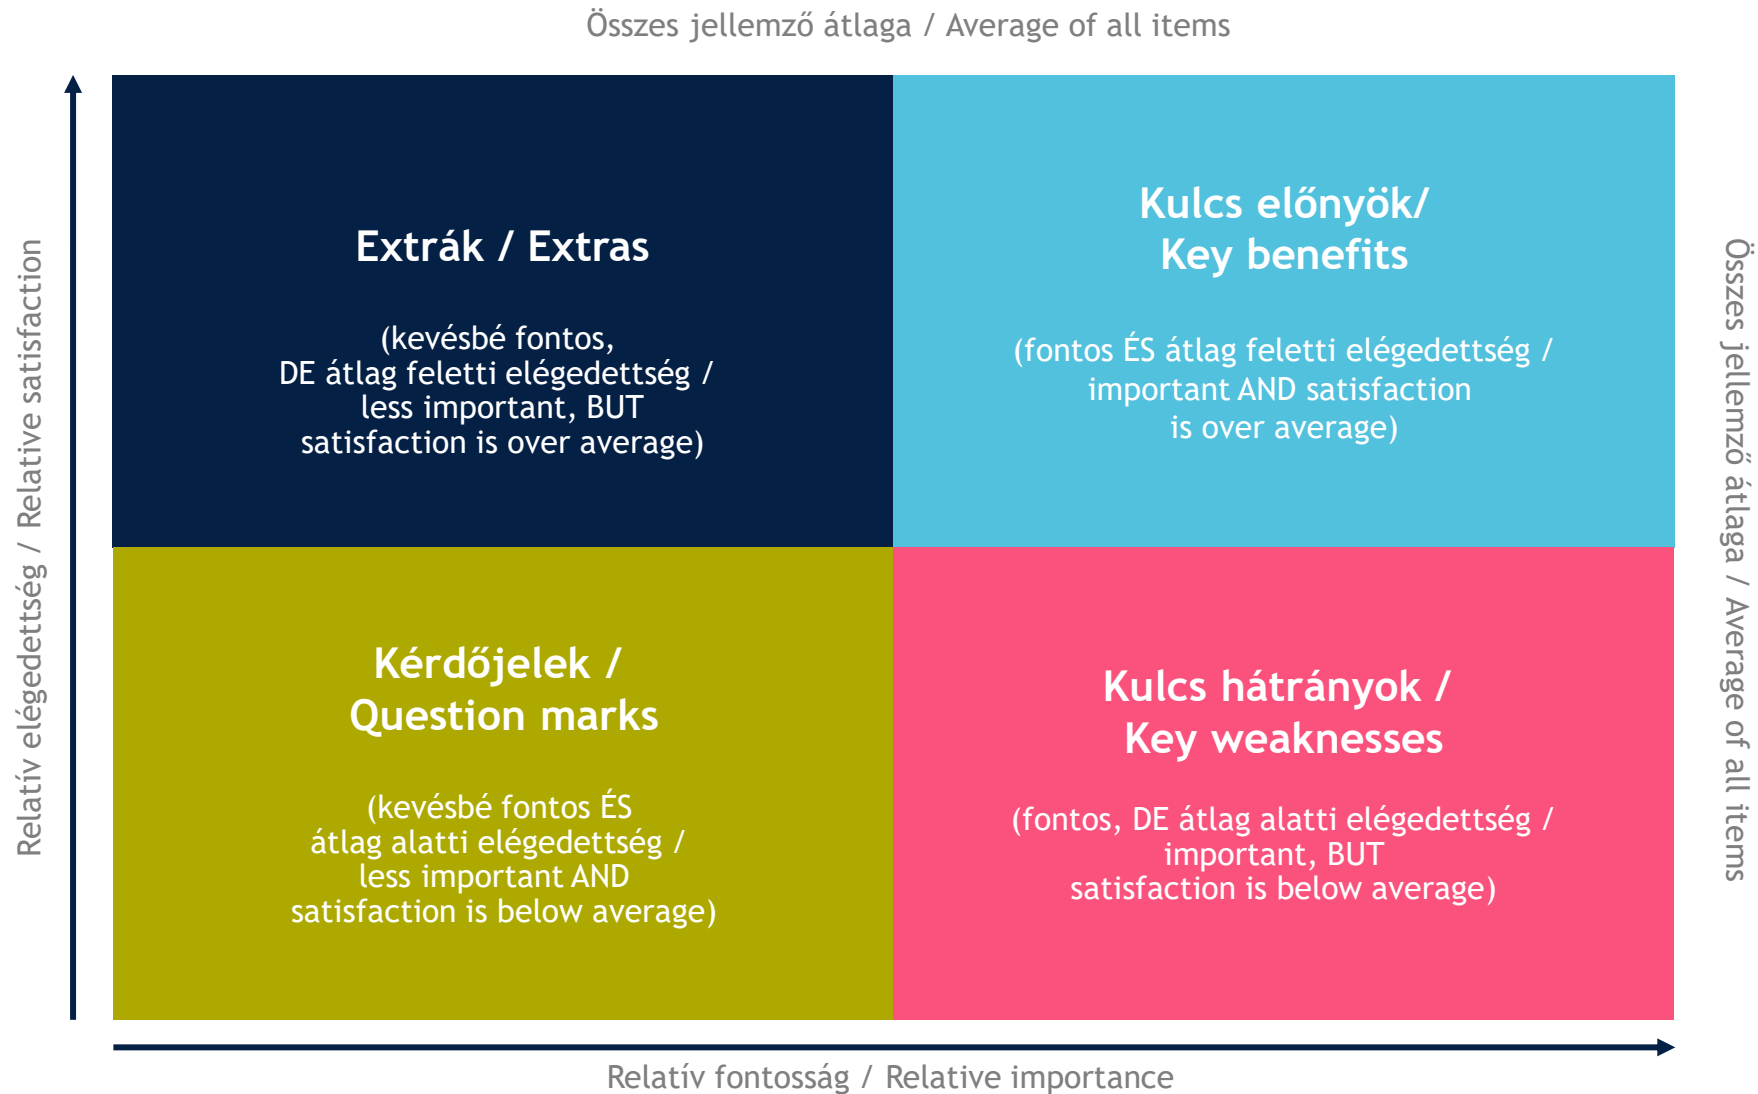 Összes jellemző átlaga / Average of all items
Relatív elégedettség / Relative satisfaction
Extrák / Extras
(kevésbé fontos,
DE átlag feletti elégedettség /
less important, BUT
satisfaction is over average)
Kulcs előnyök/
Key benefits
(fontos ÉS átlag feletti elégedettség /
important AND satisfaction
is over average)
Összes jellemző átlaga / Average of all items
Kérdőjelek /
Question marks
(kevésbé fontos ÉS
átlag alatti elégedettség /
less important AND
satisfaction is below average)
Kulcs hátrányok /
Key weaknesses
(fontos, DE átlag alatti elégedettség /
important, BUT
satisfaction is below average)
Relatív fontosság / Relative importance